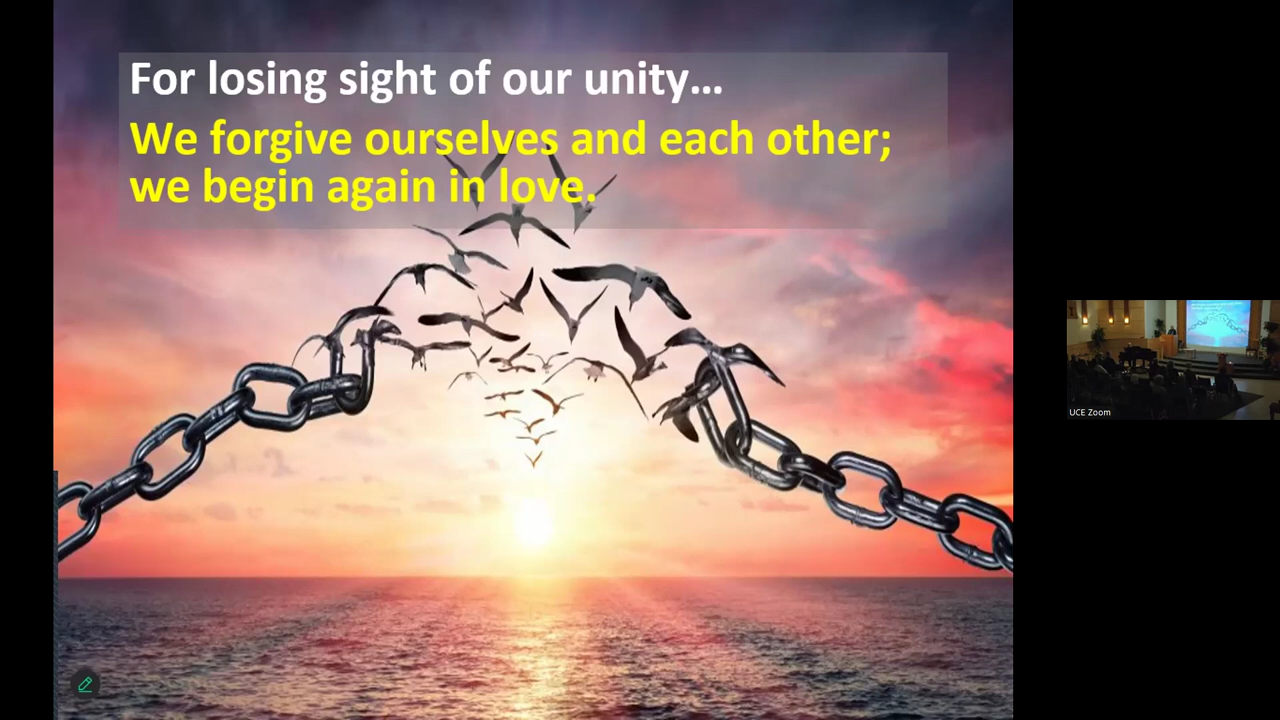 For losing sight of our unity…
We forgive ourselves and each other;
we begin again in love.
UCE Zoom